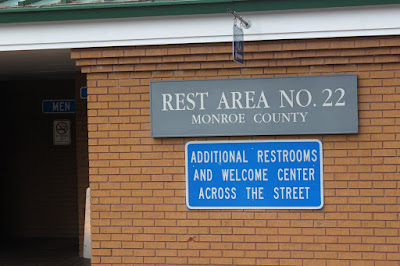 REST AREA NO. 22
MONROE COUNTY
MEN
ADDITIONAL RESTROOMS
AND WELCOME CENTER
ACROSS THE STREET